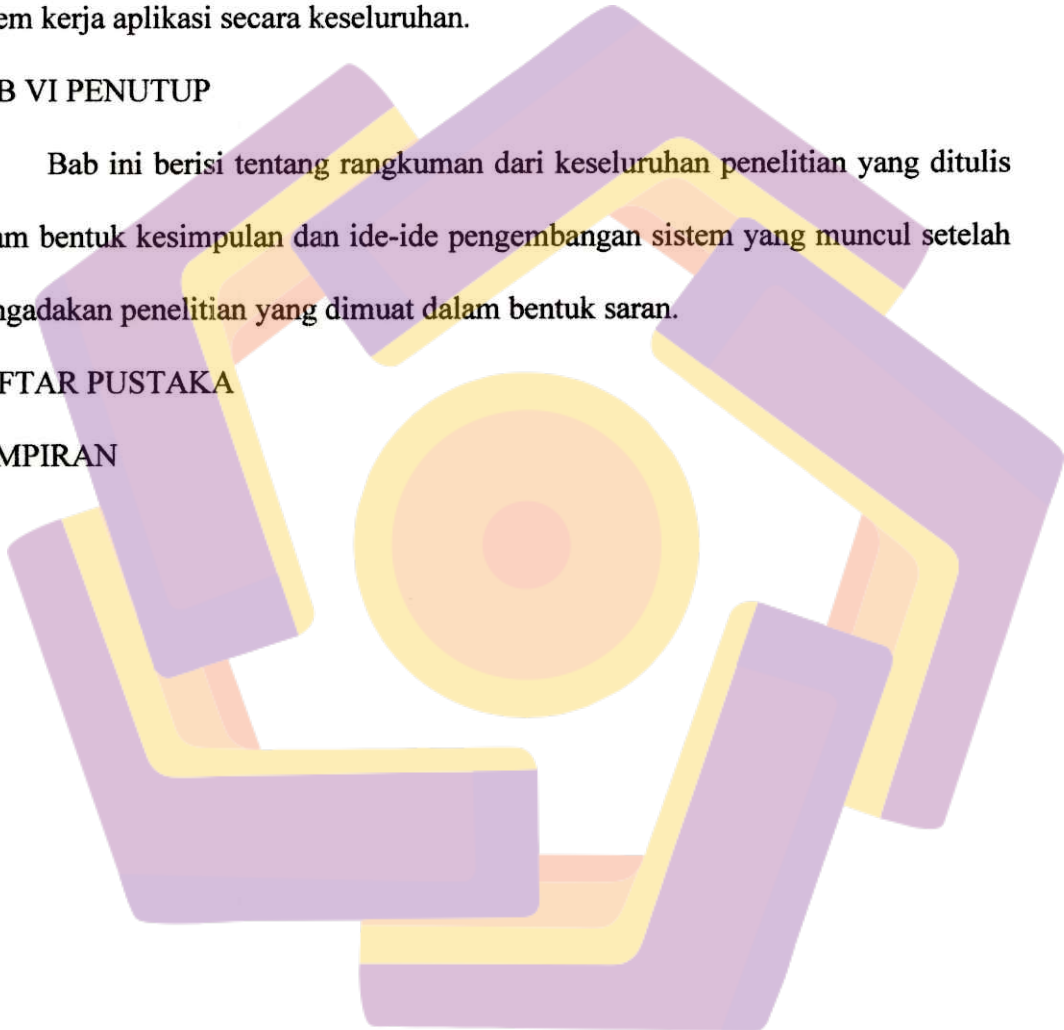 em kerja aplikasi secara keseluruhan.
B VI PENUTUP
Bab ini berisi tentang rangkuman dari keseluruhan penelitian yang ditulis
am bentuk kesimpulan dan ide-ide pengembangan sistem yang muncul setelah
ngadakan penelitian yang dimuat dalam bentuk saran.
FTAR PUSTAKA
MPIRAN